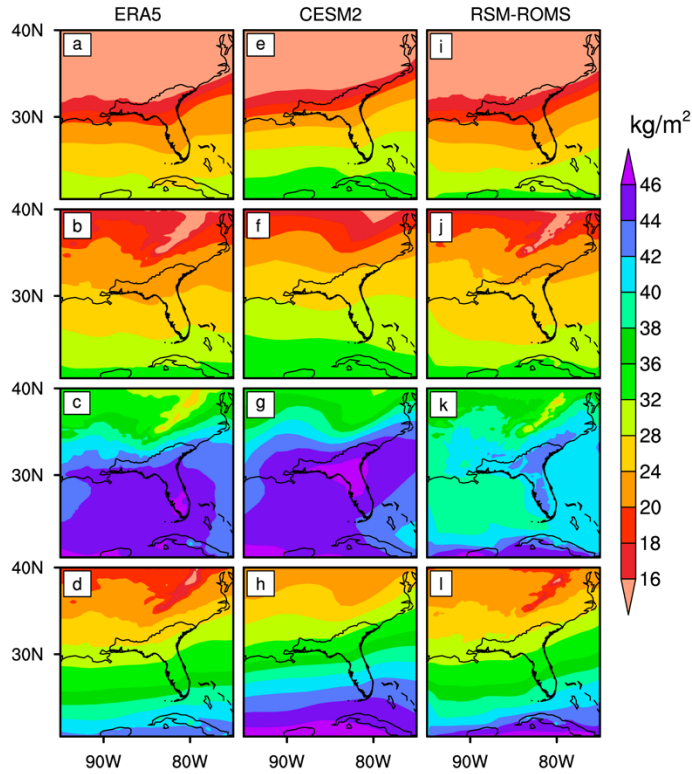 ERA5 CESM2 RSM-ROMS
40N a e i
30N
kg/m²
40N b f j
46
44
42
30N
40
38
36
40N c g k
32
28
24
30N
20
18
16
40N d h l
30N
90W 80W 90W 80W 90W 80W